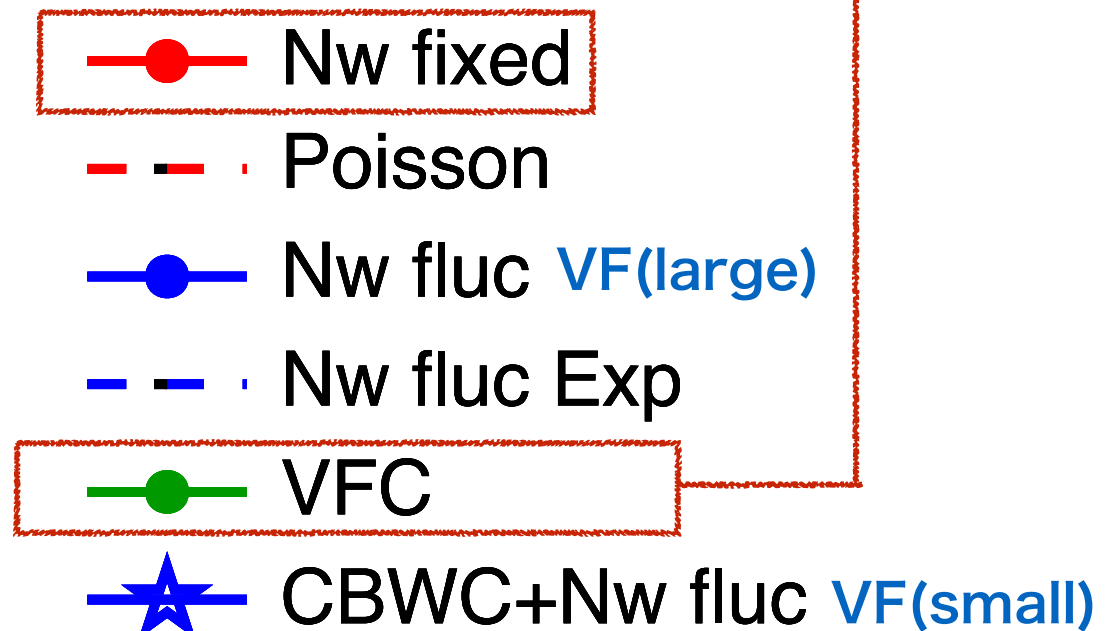 Nw fixed
Poisson
Nw fluc VF(large)
Nw fluc Exp
VFC
CBWC+Nw fluc VF(small)